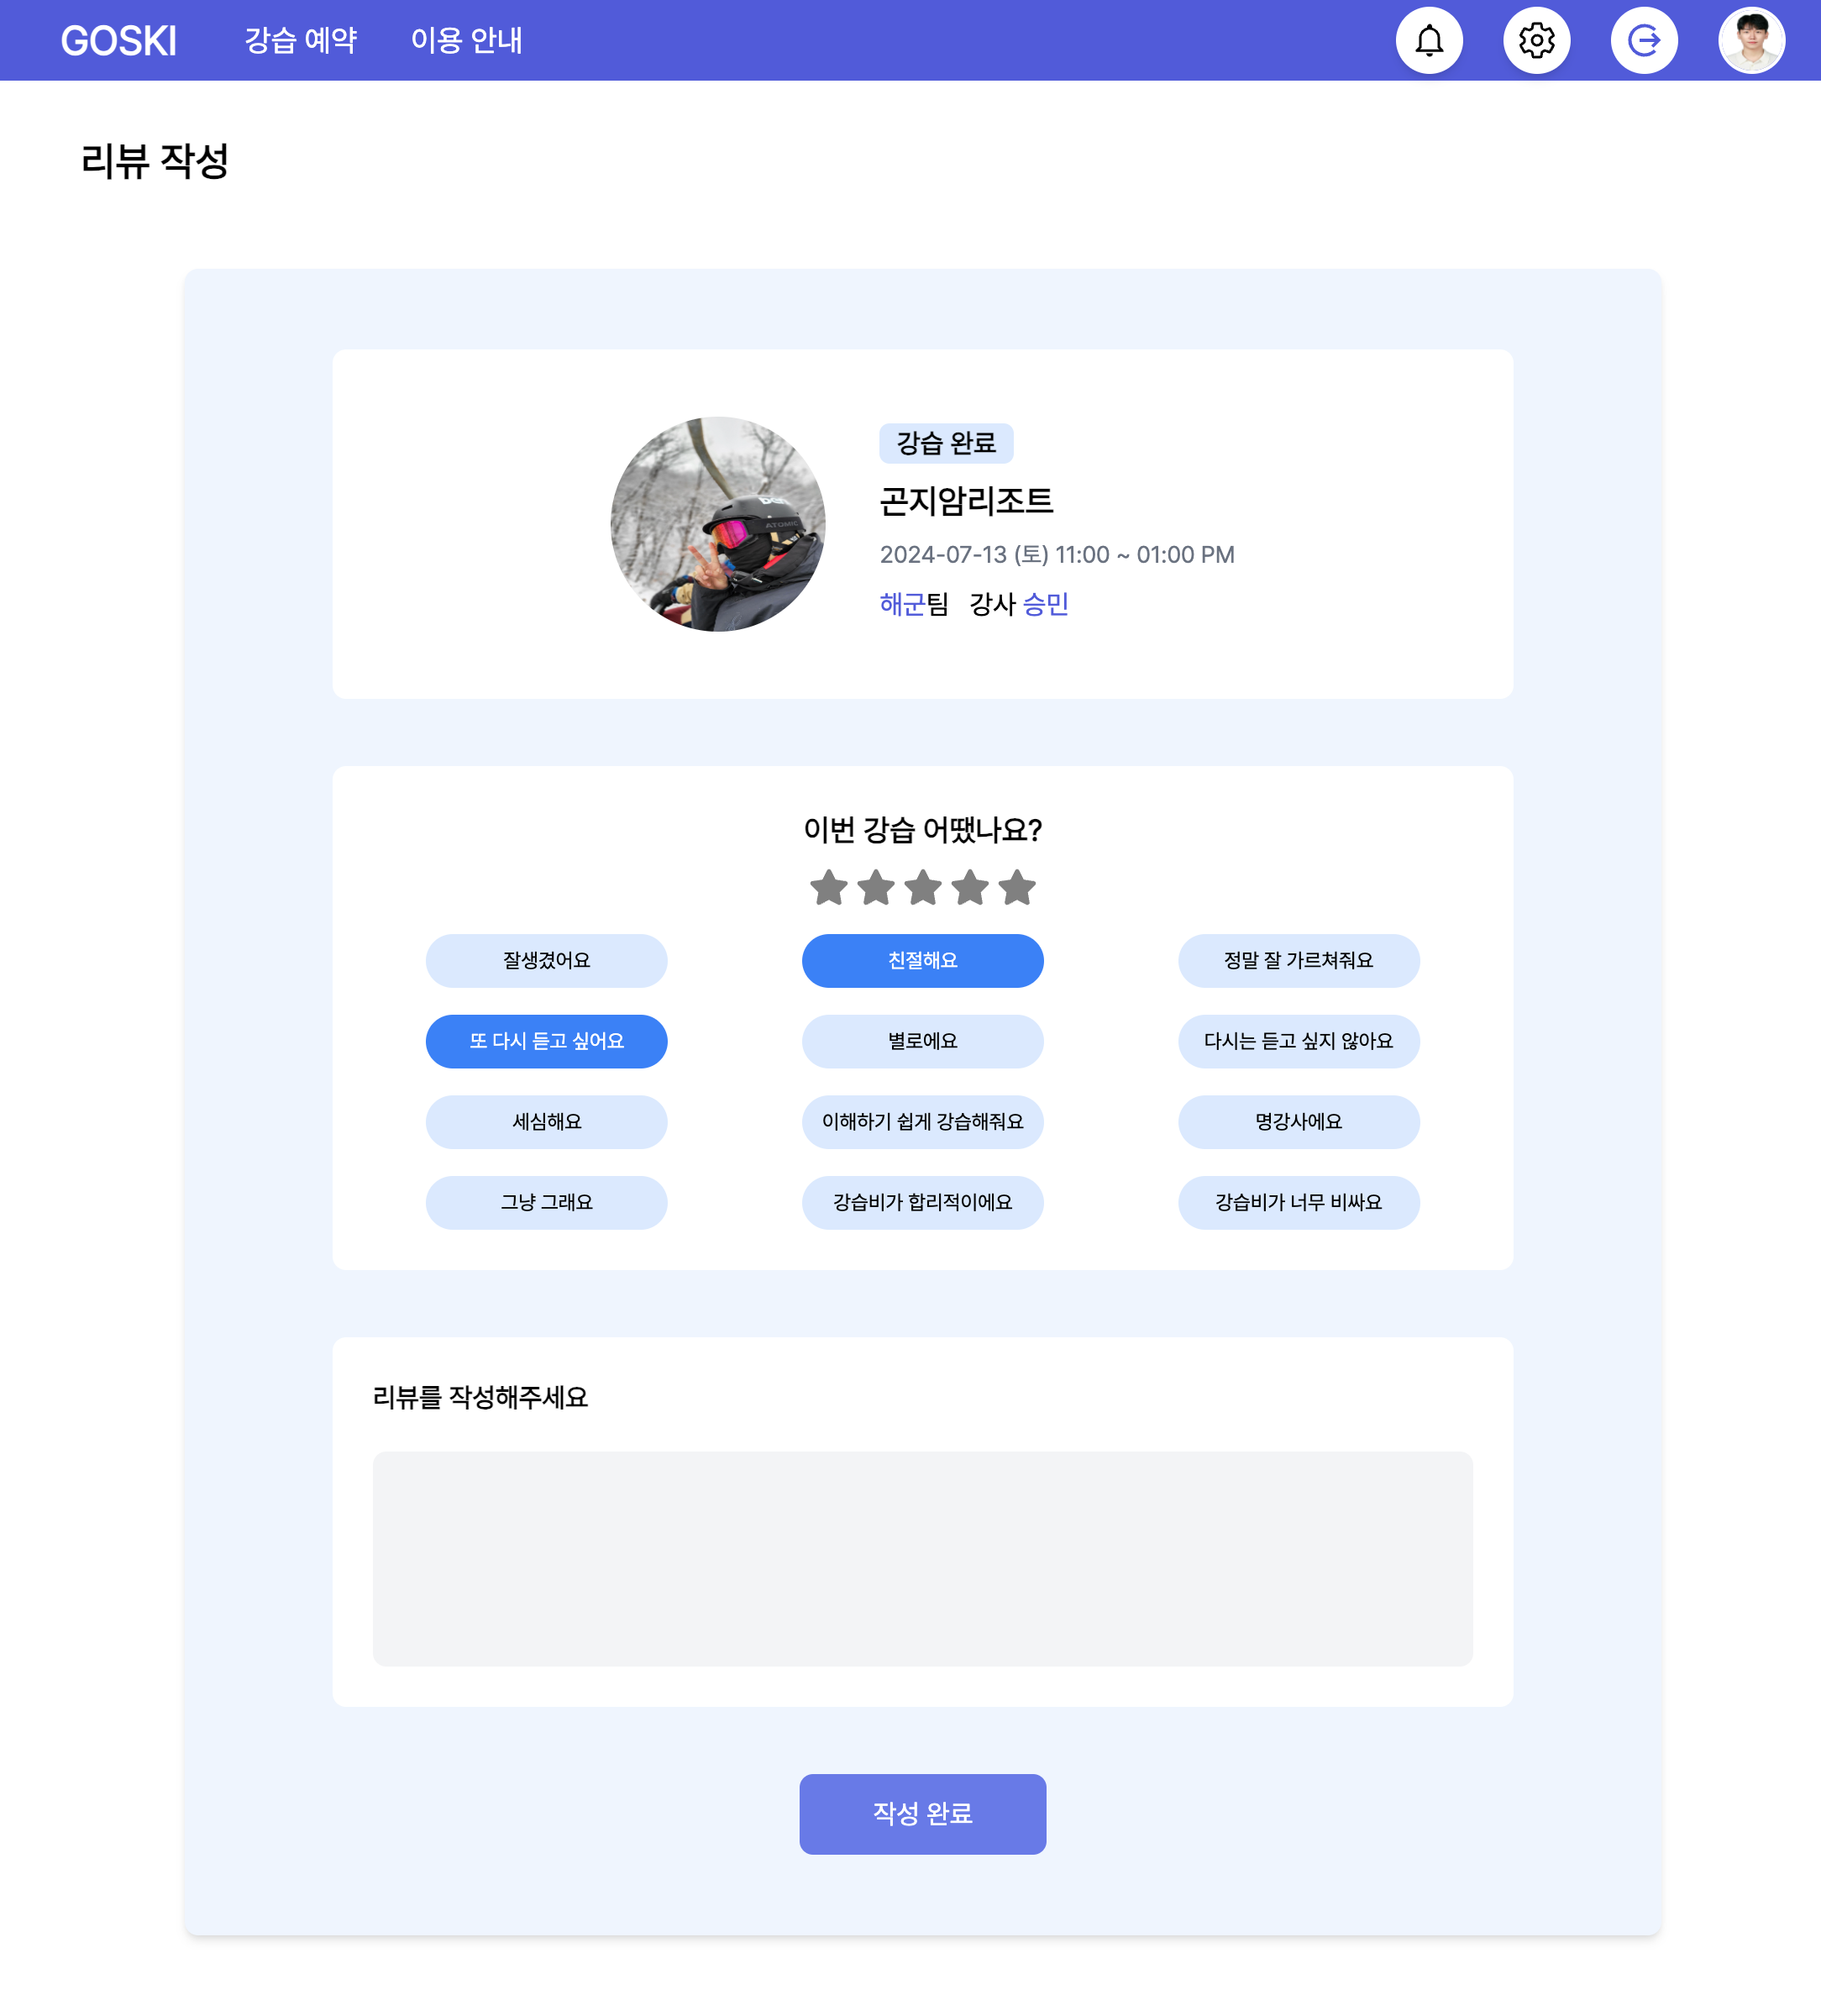 GOSKI 강습 예약 이용 안내
리뷰 작성
강습 완료
곤지암리조트
2024-07-13 (토) 11:00 ~ 01:00 PM
해군팀 강사 승민
ATOMIC
이번 강습 어땠나요?
잘생겼어요 친절해요 정말 잘 가르쳐줘요
또 다시 듣고 싶어요 별로에요 다시는 듣고 싶지 않아요
세심해요 이해하기 쉽게 강습해줘요 명강사에요
그냥 그래요 강습비가 합리적이에요 강습비가 너무 비싸요
리뷰를 작성해주세요
작성 완료